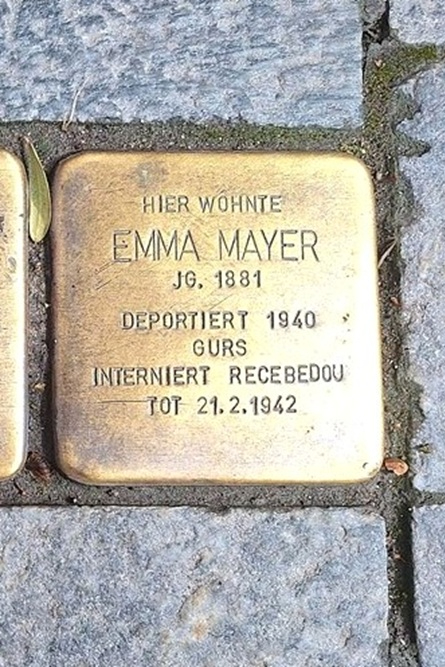 HIER WOHNTE
EMMA MAYER
JG. 1881
DEPORTIERT 1940
GURS
INTERNIERT RECEBEDOU
TOT 21.2.1942